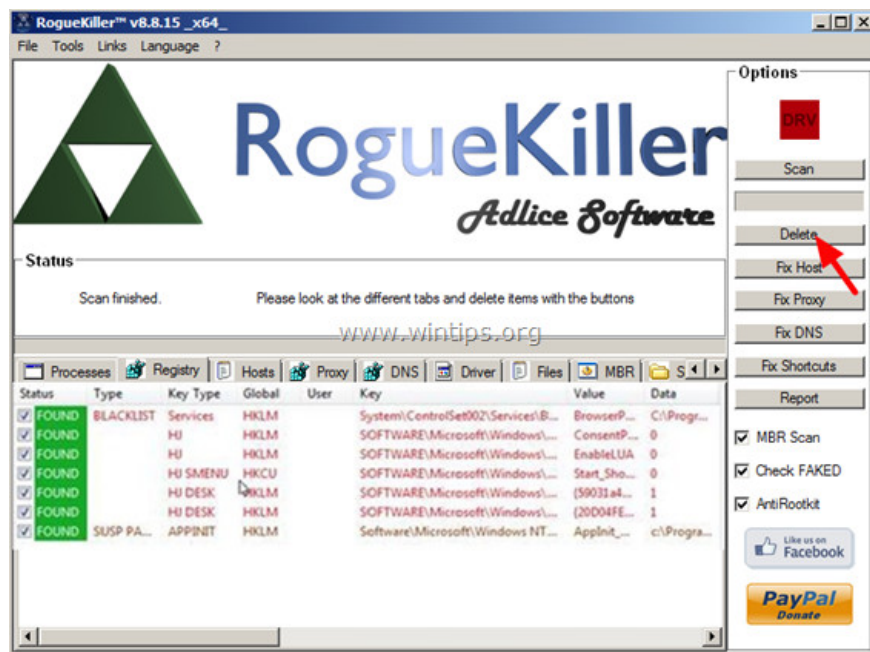 RogueKiller™ v8.8.15 _x64_
File Tools Links Language ?
RogueKiller
Adlice Software
Options
DRV
Scan
Delete
Fix Host
Fix Proxy
Fix DNS
Fix Shortcuts
Report
MBR Scan
Check FAKED
AntiRootkit
Like us on
Facebook
PayPal
Donate
Status
Scan finished. Please look at the different tabs and delete items with the buttons
www.wintips.org
Processes Registry Hosts Proxy DNS Driver Files MBR S
Status Type Key Type Global User Key Value Data
FOUND BLACKLIST Services HKLM System\ControlSet002\Services\B... BrowserP... C:\Progr...
FOUND HJ HKLM SOFTWARE\Microsoft\Windows\... ConsentP... 0
FOUND HJ HKLM SOFTWARE\Microsoft\Windows\... EnableLUA 0
FOUND HJ SMENU HKCU SOFTWARE\Microsoft\Windows\... Start_Sho... 0
FOUND HJ DESK HKLM SOFTWARE\Microsoft\Windows\... {59031a4... 1
FOUND HJ DESK HKLM SOFTWARE\Microsoft\Windows\... {20D04FE... 1
FOUND SUSP PA... APPINIT HKLM Software\Microsoft\Windows NT... AppInit_... c:\Progra...